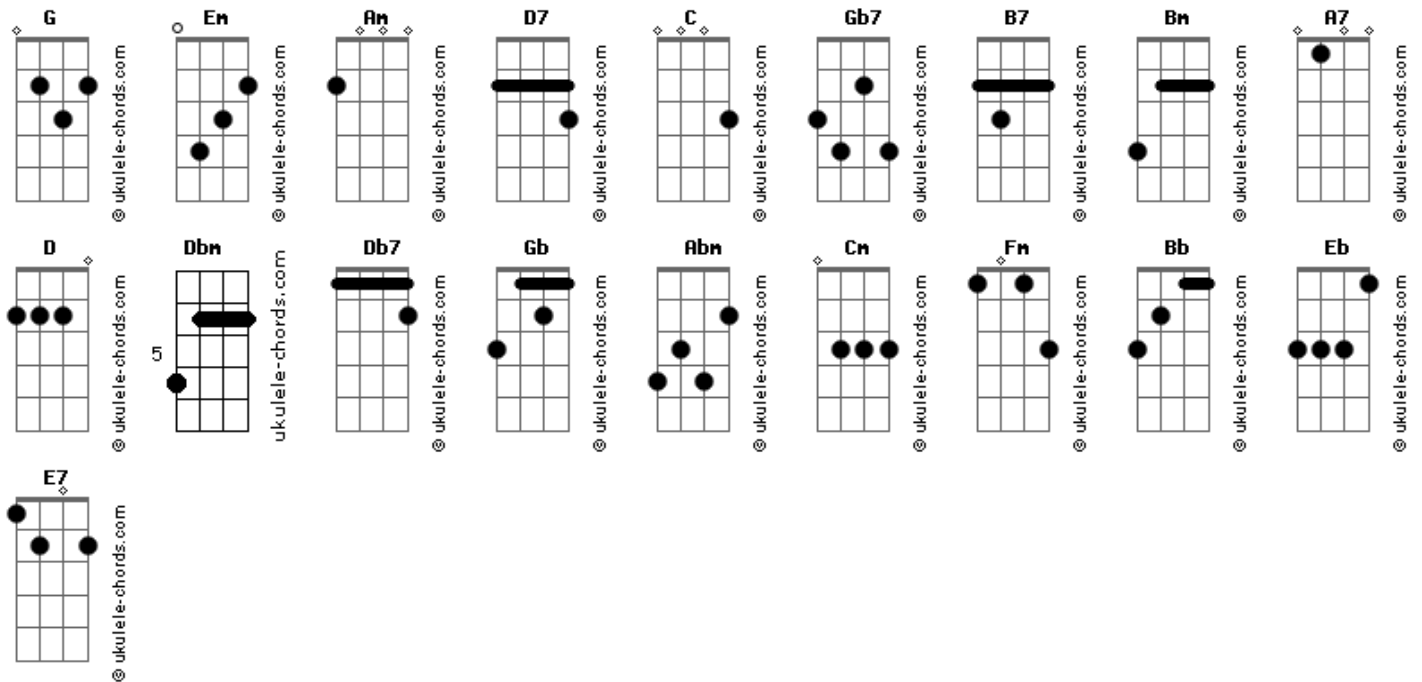 G Em Am D7 C Gb7 B7 Bm A7
© ukulele-chords.com © ukulele-chords.com © ukulele-chords.com © ukulele-chords.com © ukulele-chords.com © ukulele-chords.com © ukulele-chords.com © ukulele-chords.com © ukulele-chords.com
D Dbm Db7 Gb Abm Cm Fm Bb Eb
5
© ukulele-chords.com ukulele-chords.com © ukulele-chords.com © ukulele-chords.com © ukulele-chords.com © ukulele-chords.com © ukulele-chords.com © ukulele-chords.com © ukulele-chords.com
E7
© ukulele-chords.com